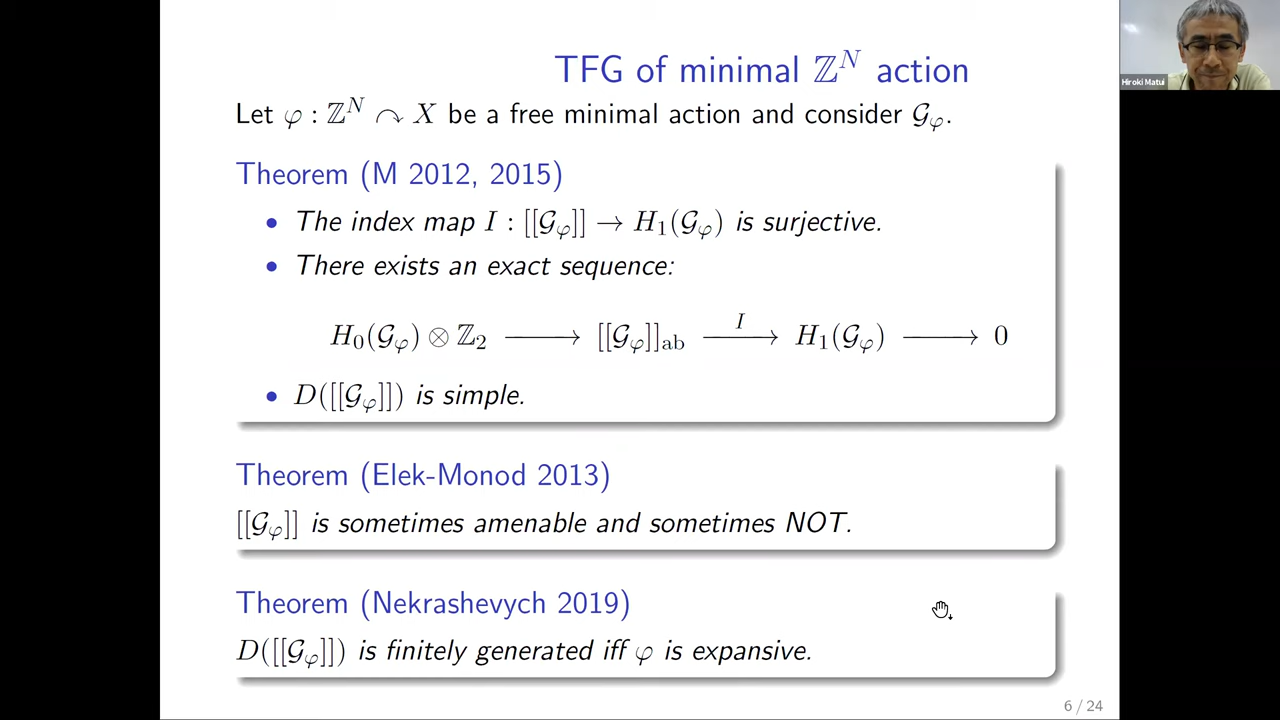 TFG of minimal ℤ^N action
Let φ : ℤ^N ↷ X be a free minimal action and consider 𝒢_φ.
Theorem (M 2012, 2015)
• The index map I : [[𝒢_φ]] → H_1(𝒢_φ) is surjective.
• There exists an exact sequence:
H_0(𝒢_φ) ⊗ ℤ_2 ⟶ [[𝒢_φ]]_ab ⟶^I H_1(𝒢_φ) ⟶ 0
• D([[𝒢_φ]]) is simple.
Theorem (Elek-Monod 2013)
[[𝒢_φ]] is sometimes amenable and sometimes NOT.
Theorem (Nekrashevych 2019)
D([[𝒢_φ]]) is finitely generated iff φ is expansive.
6 / 24
Hiroki Matui